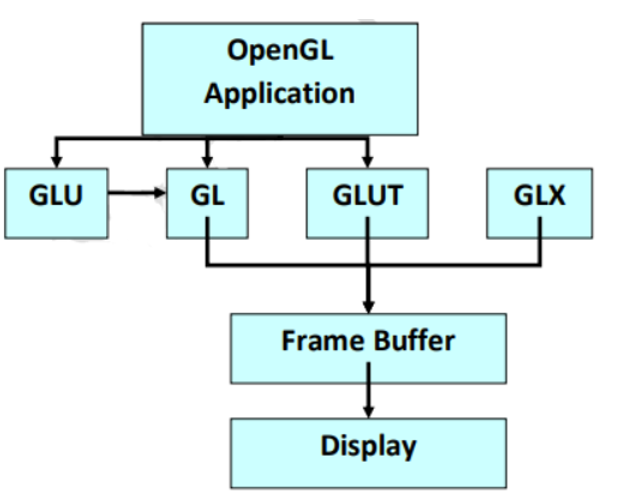 OpenGL
Application
GLU
GL
GLUT
GLX
Frame Buffer
Display